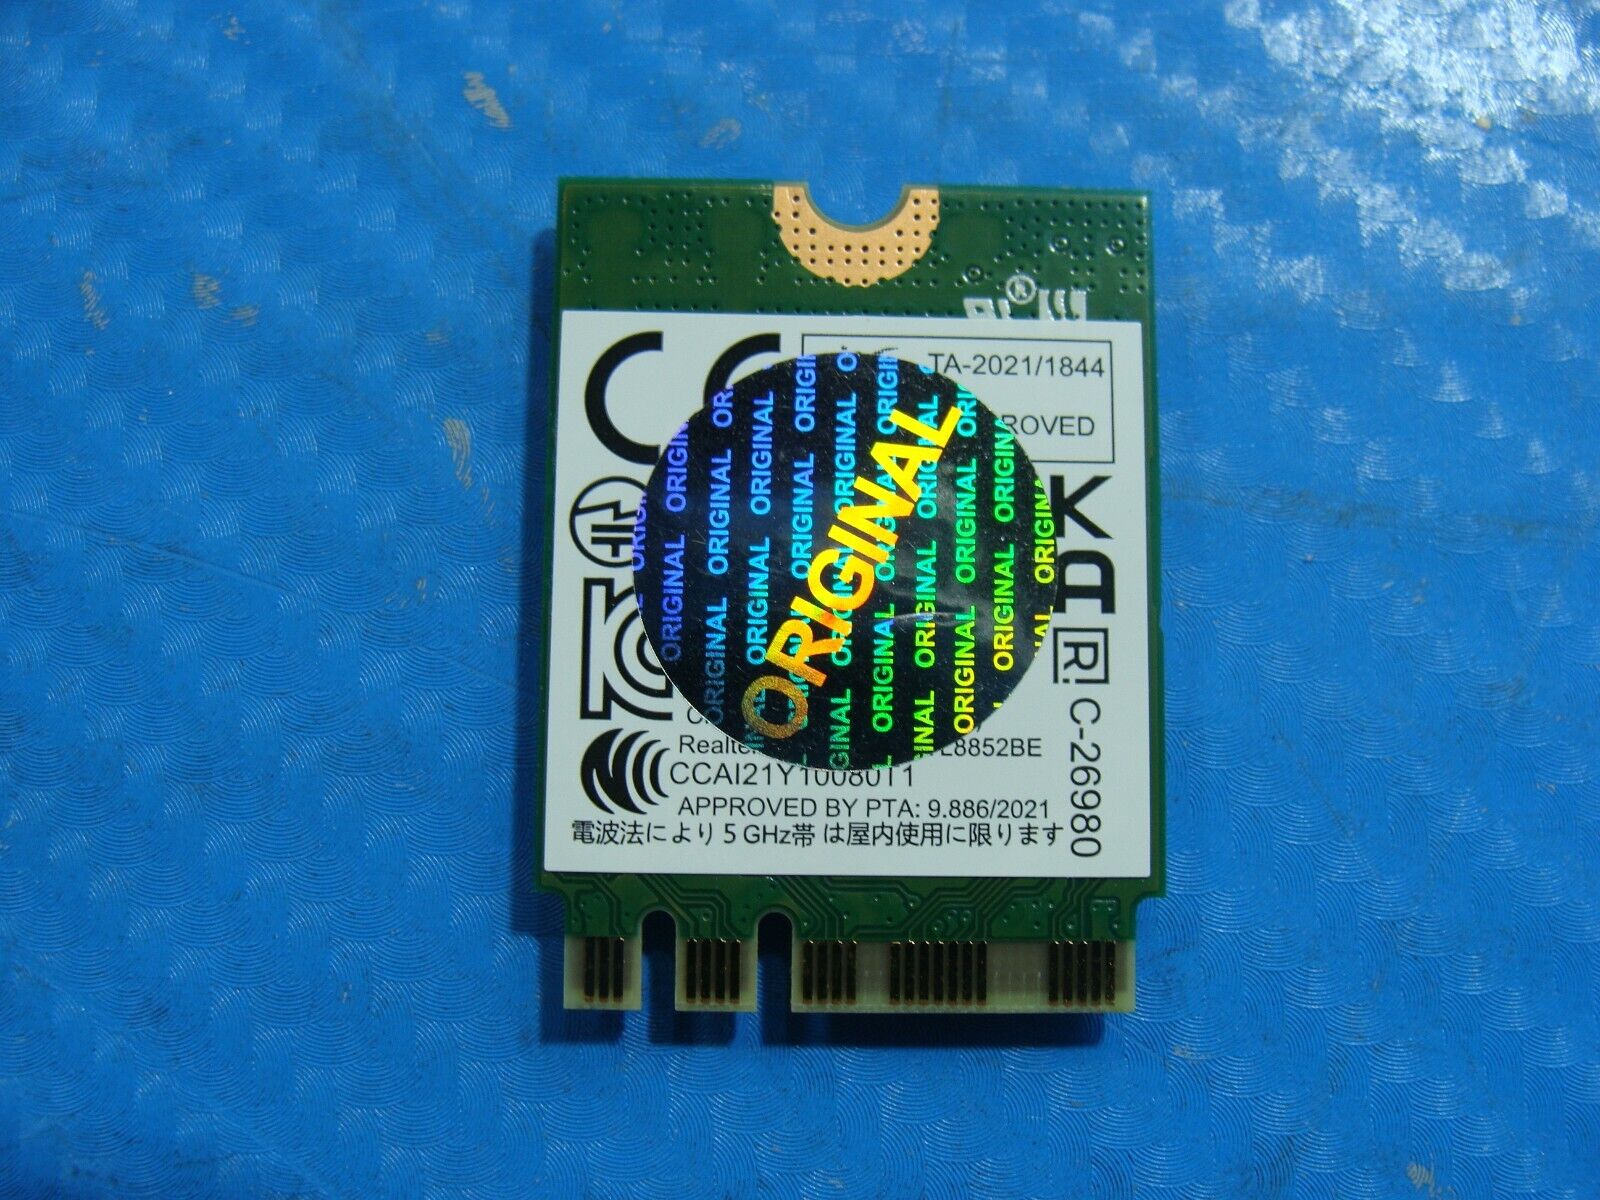 CE
TA-2021/1844
ROVED
ORIGINAL
R
C-26980
L8852BE
CCAI21Y10080T1
APPROVED BY PTA: 9.886/2021
電波法により5 GHz帯は屋内使用に限ります